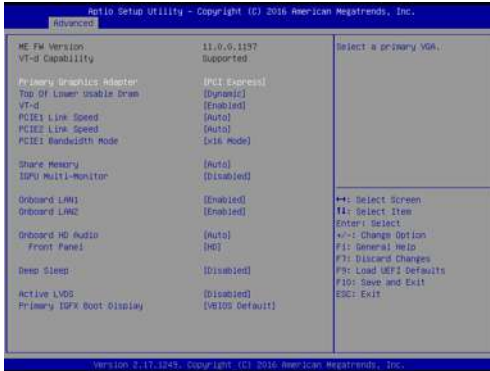 Aptio Setup Utility - Copyright (C) 2016 American Megatrends, Inc.
Advanced
ME FW Version 11.0.0.1197
VT-d Capability Supported
Primary Graphics Adapter [PCI Express]
Top Of Lower Usable Dram [Dynamic]
VT-d [Enabled]
PCIE1 Link Speed [Auto]
PCIE2 Link Speed [Auto]
PCIE1 Bandwidth Mode [x16 Mode]
Share Memory [Auto]
IGPU Multi-Monitor [Disabled]
Onboard LAN1 [Enabled]
Onboard LAN2 [Enabled]
Onboard HD Audio [Auto]
Front Panel [HD]
Deep Sleep [Disabled]
Active LVDS [Disabled]
Primary IGFX Boot Display [VBIOS Default]
Select a primary VGA.
↔: Select Screen
↑↓: Select Item
Enter: Select
+/-: Change Option
F1: General Help
F7: Discard Changes
F9: Load UEFI Defaults
F10: Save and Exit
ESC: Exit
Version 2.17.1249. Copyright (C) 2016 American Megatrends, Inc.